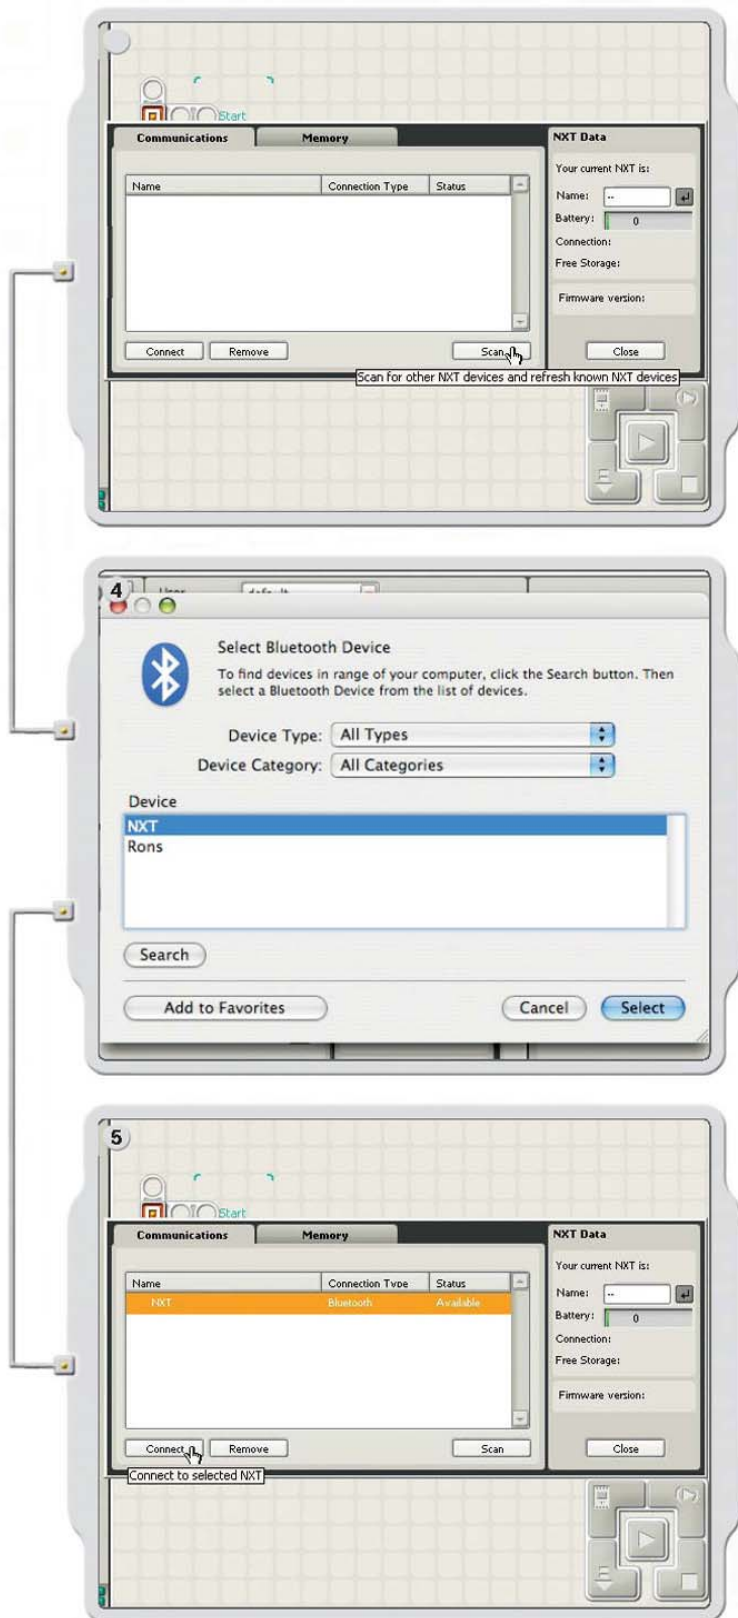 Start
Communications Memory NXT Data
Your current NXT is:
Name Connection Type Status
Name: --
Battery: 0
Connection:
Free Storage:
Firmware version:
Connect Remove Scan Close
Scan for other NXT devices and refresh known NXT devices
4
Select Bluetooth Device
To find devices in range of your computer, click the Search button. Then
select a Bluetooth Device from the list of devices.
Device Type: All Types
Device Category: All Categories
Device
NXT
Rons
Search
Add to Favorites Cancel Select
5
Start
Communications Memory NXT Data
Your current NXT is:
Name Connection Type Status
Name: --
NXT Bluetooth Available
Battery: 0
Connection:
Free Storage:
Firmware version:
Connect Remove Scan Close
Connect to selected NXT